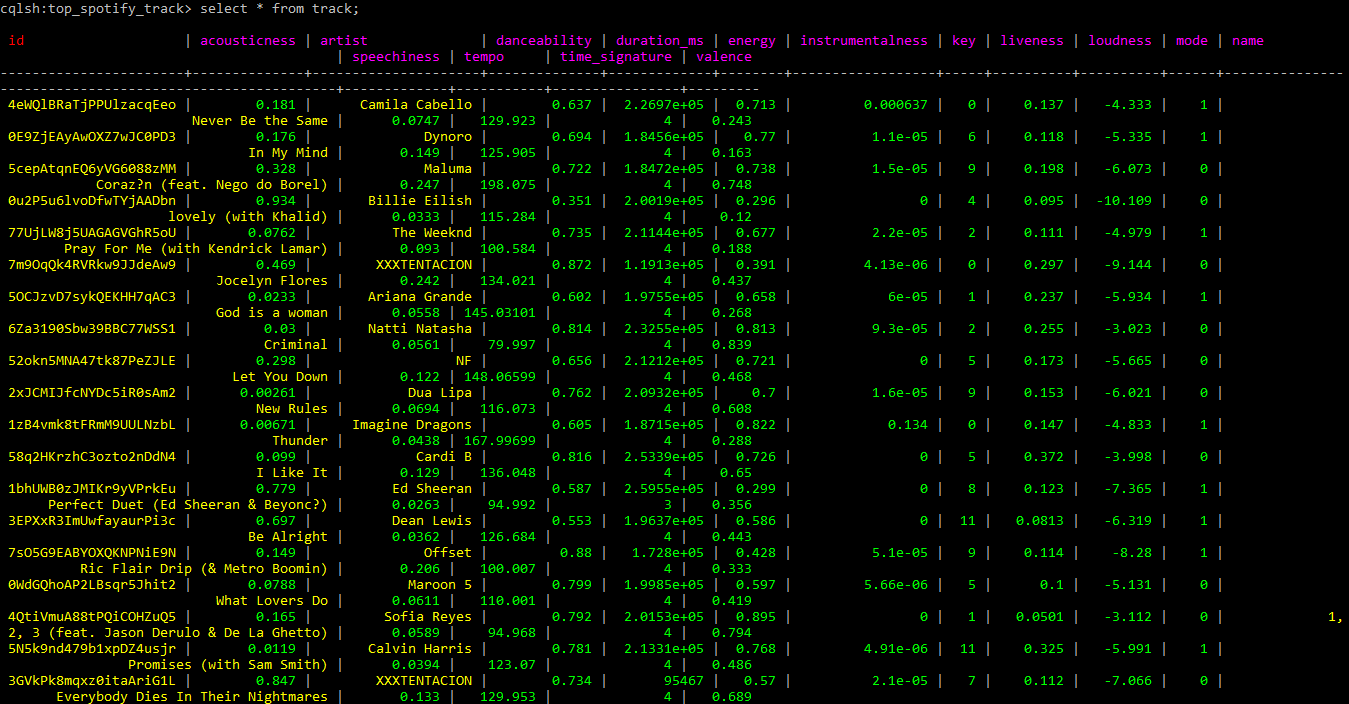 cqlsh:top_spotify_track> select * from track;
id | acousticness | artist | danceability | duration_ms | energy | instrumentalness | key | liveness | loudness | mode | name
| speechiness | tempo | time_signature | valence
----------------------+--------------+---------------------+--------------+-------------+--------+------------------+-----+----------+----------+------+---------------
------------------------------------------+-------------+-----------+----------------+---------
4eWQlBRaTjPPUlzacqEeo | 0.181 | Camila Cabello | 0.637 | 2.2697e+05 | 0.713 | 0.000637 | 0 | 0.137 | -4.333 | 1 |
Never Be the Same | 0.0747 | 129.923 | 4 | 0.243
0E9ZjEAyAwOXZ7wJC0PD3 | 0.176 | Dynoro | 0.694 | 1.8456e+05 | 0.77 | 1.1e-05 | 6 | 0.118 | -5.335 | 1 |
In My Mind | 0.149 | 125.905 | 4 | 0.163
5cepAtqnEQ6yVG6088zMM | 0.328 | Maluma | 0.722 | 1.8472e+05 | 0.738 | 1.5e-05 | 9 | 0.198 | -6.073 | 0 |
Coraz?n (feat. Nego do Borel) | 0.247 | 198.075 | 4 | 0.748
0u2P5u6lvoDfwTYjAADbn | 0.934 | Billie Eilish | 0.351 | 2.0019e+05 | 0.296 | 0 | 4 | 0.095 | -10.109 | 0 |
lovely (with Khalid) | 0.0333 | 115.284 | 4 | 0.12
77UjLW8j5UAGAGVGhR5oU | 0.0762 | The Weeknd | 0.735 | 2.1144e+05 | 0.677 | 2.2e-05 | 2 | 0.111 | -4.979 | 1 |
Pray For Me (with Kendrick Lamar) | 0.093 | 100.584 | 4 | 0.188
7m9OqQk4RVRkw9JJdeAw9 | 0.469 | XXXTENTACION | 0.872 | 1.1913e+05 | 0.391 | 4.13e-06 | 0 | 0.297 | -9.144 | 0 |
Jocelyn Flores | 0.242 | 134.021 | 4 | 0.437
5OCJzvD7sykQEKHH7qAC3 | 0.0233 | Ariana Grande | 0.602 | 1.9755e+05 | 0.658 | 6e-05 | 1 | 0.237 | -5.934 | 1 |
God is a woman | 0.0558 | 145.03101 | 4 | 0.268
6Za3190Sbw39BBC77WSS1 | 0.03 | Natti Natasha | 0.814 | 2.3255e+05 | 0.813 | 9.3e-05 | 2 | 0.255 | -3.023 | 0 |
Criminal | 0.0561 | 79.997 | 4 | 0.839
52okn5MNA47tk87PeZJLE | 0.298 | NF | 0.656 | 2.1212e+05 | 0.721 | 0 | 5 | 0.173 | -5.665 | 0 |
Let You Down | 0.122 | 148.06599 | 4 | 0.468
2xJCMIJfcNYDc5iR0sAm2 | 0.00261 | Dua Lipa | 0.762 | 2.0932e+05 | 0.7 | 1.6e-05 | 9 | 0.153 | -6.021 | 0 |
New Rules | 0.0694 | 116.073 | 4 | 0.608
1zB4vmk8tFRmM9UULNzbL | 0.00671 | Imagine Dragons | 0.605 | 1.8715e+05 | 0.822 | 0.134 | 0 | 0.147 | -4.833 | 1 |
Thunder | 0.0438 | 167.99699 | 4 | 0.288
58q2HKrzhC3ozto2nDdN4 | 0.099 | Cardi B | 0.816 | 2.5339e+05 | 0.726 | 0 | 5 | 0.372 | -3.998 | 0 |
I Like It | 0.129 | 136.048 | 4 | 0.65
1bhUWB0zJMIKr9yVPrkEu | 0.779 | Ed Sheeran | 0.587 | 2.5955e+05 | 0.299 | 0 | 8 | 0.123 | -7.365 | 1 |
Perfect Duet (Ed Sheeran & Beyonc?) | 0.0263 | 94.992 | 3 | 0.356
3EPXxR3ImUwfayaurPi3c | 0.697 | Dean Lewis | 0.553 | 1.9637e+05 | 0.586 | 0 | 11 | 0.0813 | -6.319 | 1 |
Be Alright | 0.0362 | 126.684 | 4 | 0.443
7sO5G9EABYOXQKNPNiE9N | 0.149 | Offset | 0.88 | 1.728e+05 | 0.428 | 5.1e-05 | 9 | 0.114 | -8.28 | 1 |
Ric Flair Drip (& Metro Boomin) | 0.206 | 100.007 | 4 | 0.333
0WdGQhoAP2LBsqr5Jhit2 | 0.0788 | Maroon 5 | 0.799 | 1.9985e+05 | 0.597 | 5.66e-06 | 5 | 0.1 | -5.131 | 0 |
What Lovers Do | 0.0611 | 110.001 | 4 | 0.419
4QtiVmuA88tPQiCOHZuQ5 | 0.165 | Sofia Reyes | 0.792 | 2.0153e+05 | 0.895 | 0 | 1 | 0.0501 | -3.112 | 0 | 1,
2, 3 (feat. Jason Derulo & De La Ghetto) | 0.0589 | 94.968 | 4 | 0.794
5N5k9nd479b1xpDZ4usjr | 0.0119 | Calvin Harris | 0.781 | 2.1331e+05 | 0.768 | 4.91e-06 | 11 | 0.325 | -5.991 | 1 |
Promises (with Sam Smith) | 0.0394 | 123.07 | 4 | 0.486
3GVkPk8mqxz0itaAriG1L | 0.847 | XXXTENTACION | 0.734 | 95467 | 0.57 | 2.1e-05 | 7 | 0.112 | -7.066 | 0 |
Everybody Dies In Their Nightmares | 0.133 | 129.953 | 4 | 0.689